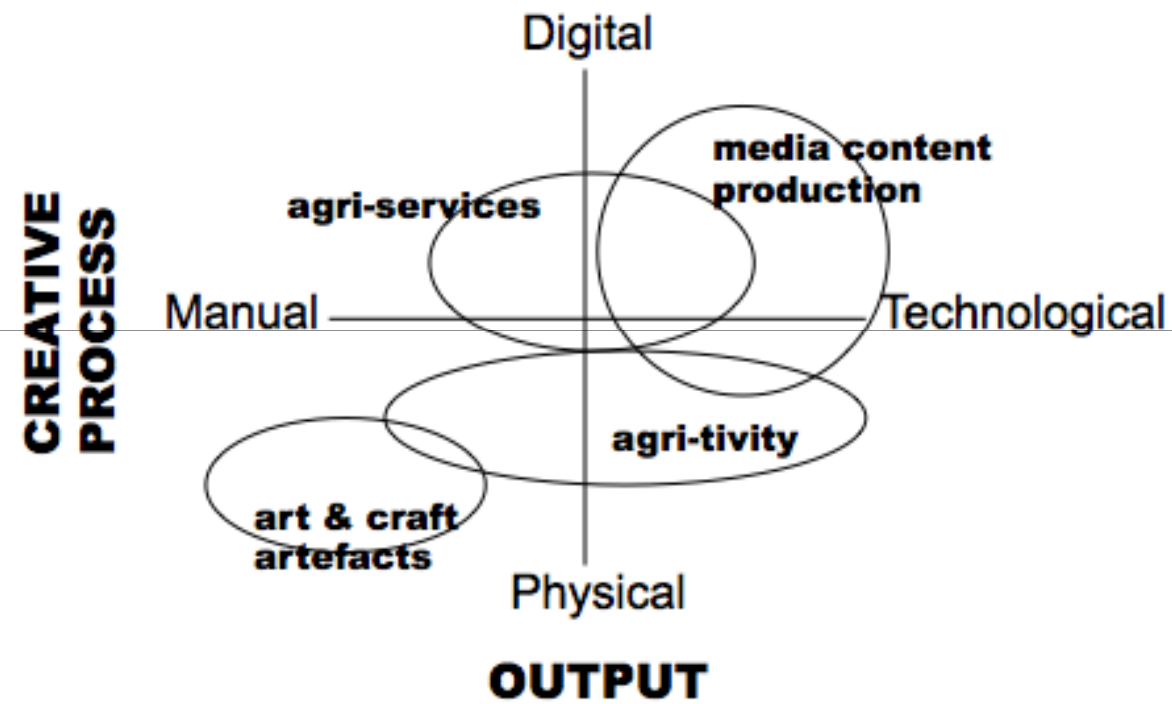 Digital
media content
production
agri-services
CREATIVE
PROCESS
Manual
Technological
agri-tivity
art & craft
artefacts
Physical
OUTPUT